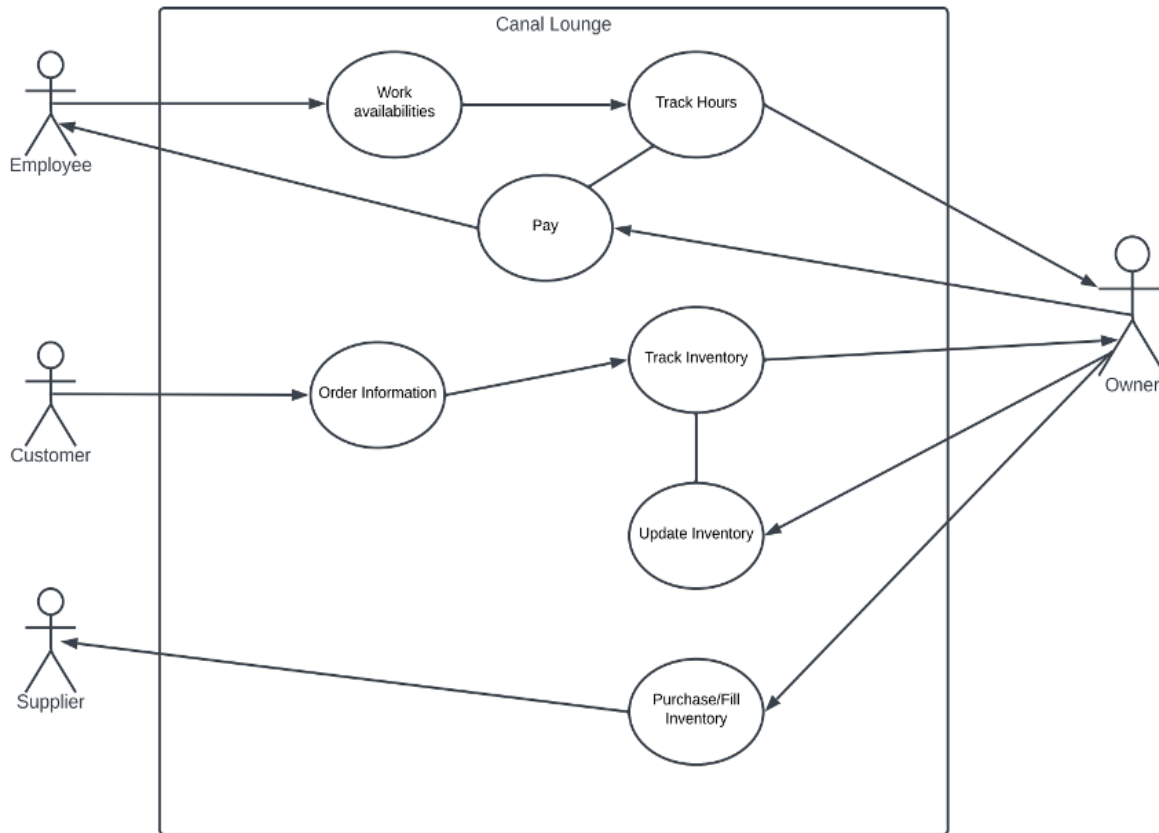 Canal Lounge
Work
availabilities
Track Hours
Employee
Pay
Track Inventory
Owner
Order Information
Customer
Update Inventory
Supplier
Purchase/Fill
Inventory